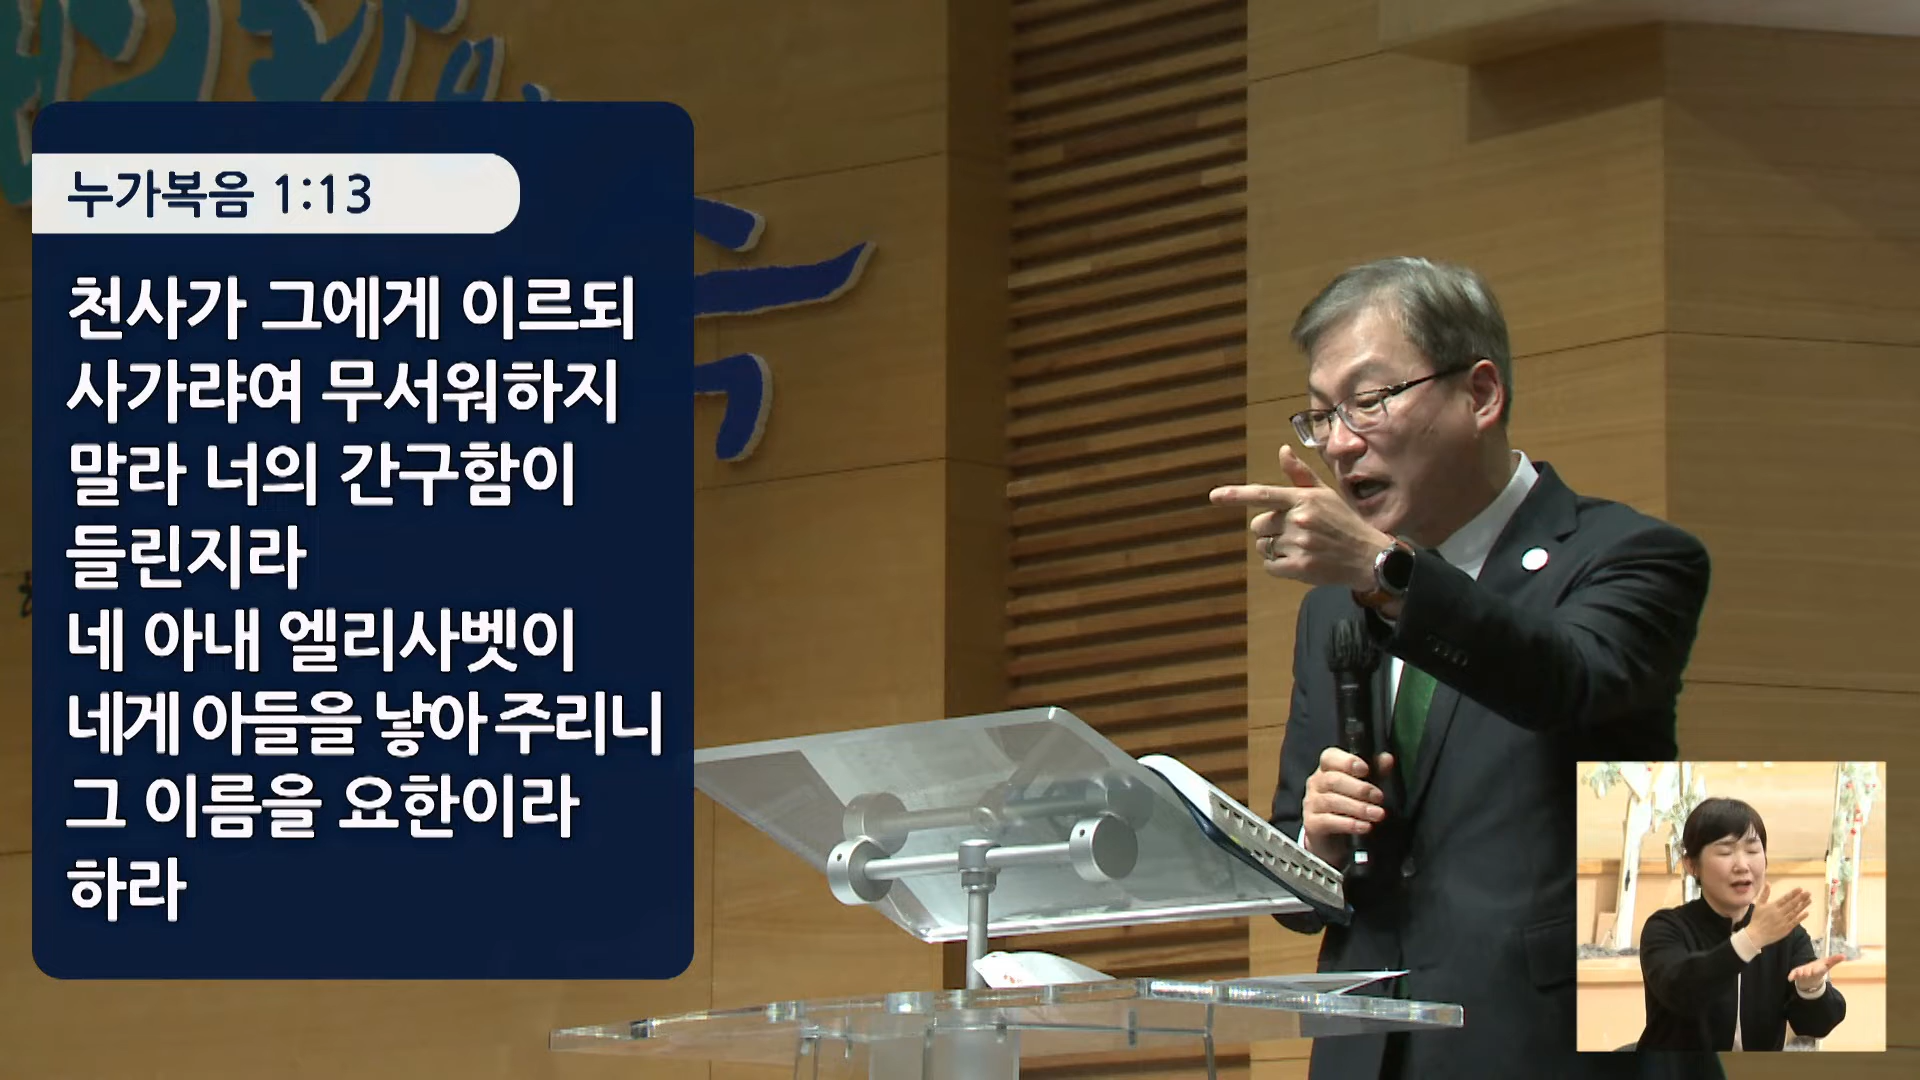 누가복음 1:13
천사가 그에게 이르되
사가랴여 무서워하지
말라 너의 간구함이
들린지라
네 아내 엘리사벳이
네게 아들을 낳아 주리니
그 이름을 요한이라
하라